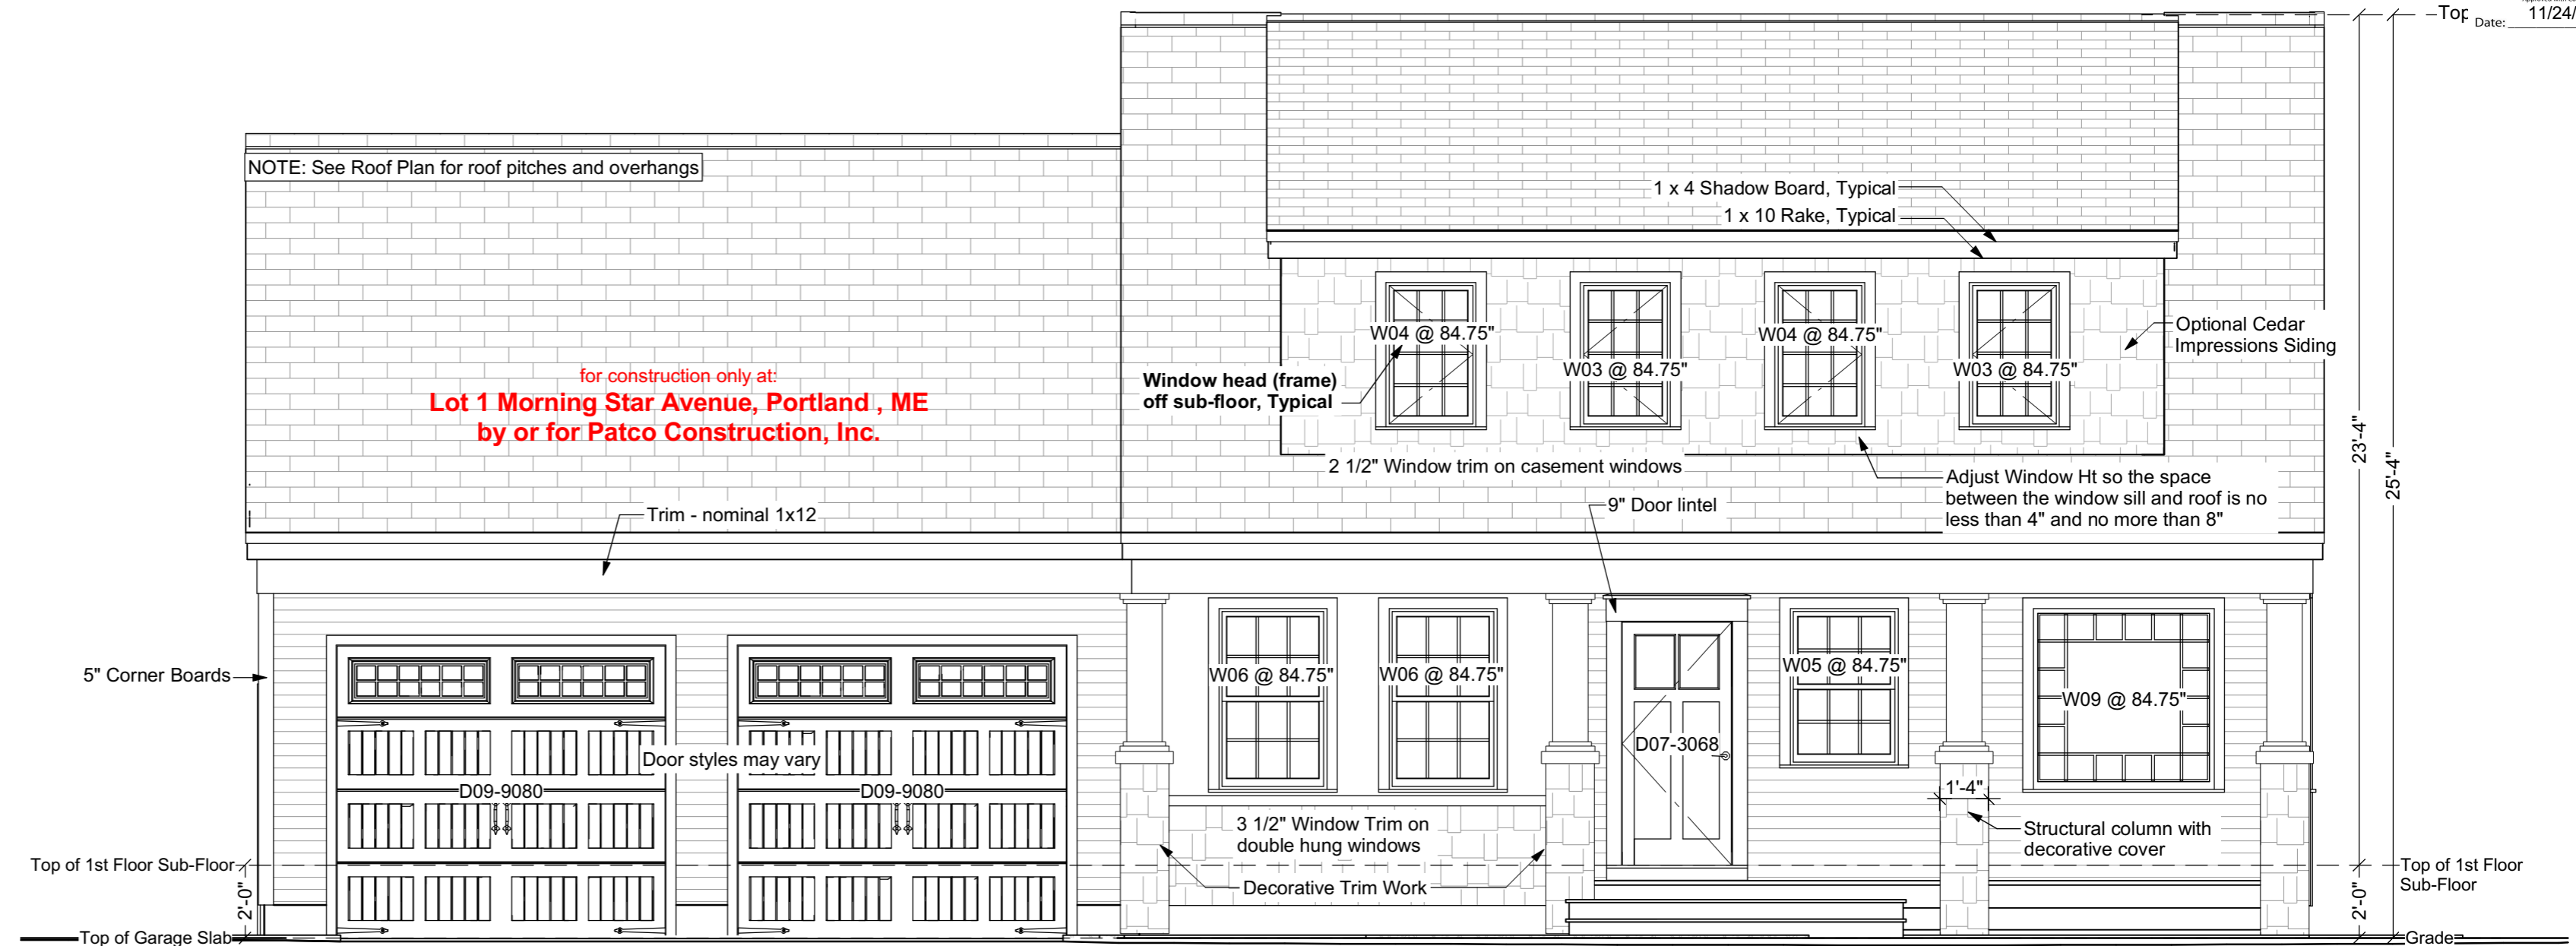 Top
Date: 11/24/
NOTE: See Roof Plan for roof pitches and overhangs
1 x 4 Shadow Board, Typical
1 x 10 Rake, Typical
for construction only at:
Lot 1 Morning Star Avenue, Portland , ME
by or for Patco Construction, Inc.
W04 @ 84.75"
W03 @ 84.75"
W04 @ 84.75"
W03 @ 84.75"
Optional Cedar
Impressions Siding
Window head (frame)
off sub-floor, Typical
23'-4"
25'-4"
2 1/2" Window trim on casement windows
Adjust Window Ht so the space
between the window sill and roof is no
less than 4" and no more than 8"
Trim - nominal 1x12
9" Door lintel
5" Corner Boards
W06 @ 84.75"
W06 @ 84.75"
W05 @ 84.75"
W09 @ 84.75"
D07-3068
Door styles may vary
D09-9080
D09-9080
1'-4"
3 1/2" Window Trim on
double hung windows
Structural column with
decorative cover
Top of 1st Floor Sub-Floor
Top of 1st Floor
Sub-Floor
Decorative Trim Work
2'-0"
2'-0"
Top of Garage Slab
Grade